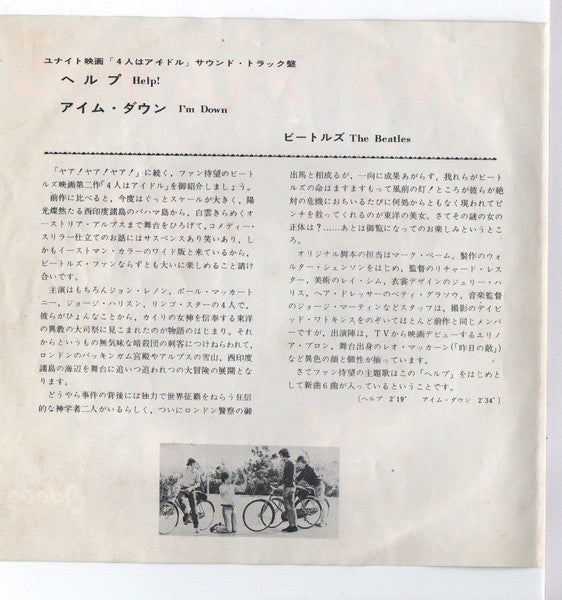 ユナイト映画「4人はアイドル」サウンド・トラック盤
ヘルプ Help!
アイム・ダウン I'm Down
ビートルズ The Beatles
「ヤア！ヤア！ヤア！」に続く、ファン待望のビート
ルズ映画第二作「4人はアイドル」を御紹介しましょう。
前作に比べると、今度はぐっとスケールが大きく、陽
光燦然たる西印度諸島のバハマ島から、白雲きらめくオ
ーストリア・アルプスまで舞台をひろげて、コメディー・
スリラー仕立てのお話にはサスペンスあり笑いあり、し
かもイーストマン・カラーのワイド版と来ているから、
ビートルズ・ファンならずとも大いに楽しめること請け
合いです。
主演はもちろんジョン・レノン、ポール・マッカート
ニー、ジョージ・ハリスン、リンゴ・スターの4人で、
彼らがひょんなことから、カイリの女神を信奉する東洋
の異教の大司祭に見こまれたのが物語のはじまり。それ
からというもの無気味な暗殺団の刺客につけねらわれて、
ロンドンのバッキンガム宮殿やアルプスの雪山、西印度
諸島の海辺を舞台に追いつ追われつの大冒険の展開とな
ります。
どうやら事件の背後には独力で世界征覇をねらう狂信
的な神学者二人がいるらしく、ついにロンドン警察の御
出馬と相成るが、一向に成果あがらず、我れらがビート
ルズの命はますますもって風前の灯！ところが彼らが絶
対の危機におちいるたびに何処からともなく現われてピ
ンチを救ってくれるのが東洋の美女。さてその謎の女の
正体は？……あとは御覧になってのお楽しみというとこ
ろ。
オリジナル脚本の担当はマーク・ベーム。製作のウォ
ルター・シェンソンをはじめ、監督のリチャード・レス
ター、美術のレイ・シム、衣裳デザインのジュリー・ハ
リス、ヘア・ドレッサーのベティ・グラソウ、音楽監督
のジョージ・マーティンなどスタッフは、撮影のデイビ
ッド・ワトキンスをのぞいてほとんど前作と同じメンバ
ーですが、出演陣は、TVから映画デビューするエリノ
ア・ブロン、舞台出身のレオ・マッカーン(「昨日の敵」)
など異色の顔と個性が揃っています。
さてファン待望の主題歌はこの「ヘルプ」をはじめと
して新曲6曲が入っているということです。
(ヘルプ 2'19" アイム・ダウン 2'34")